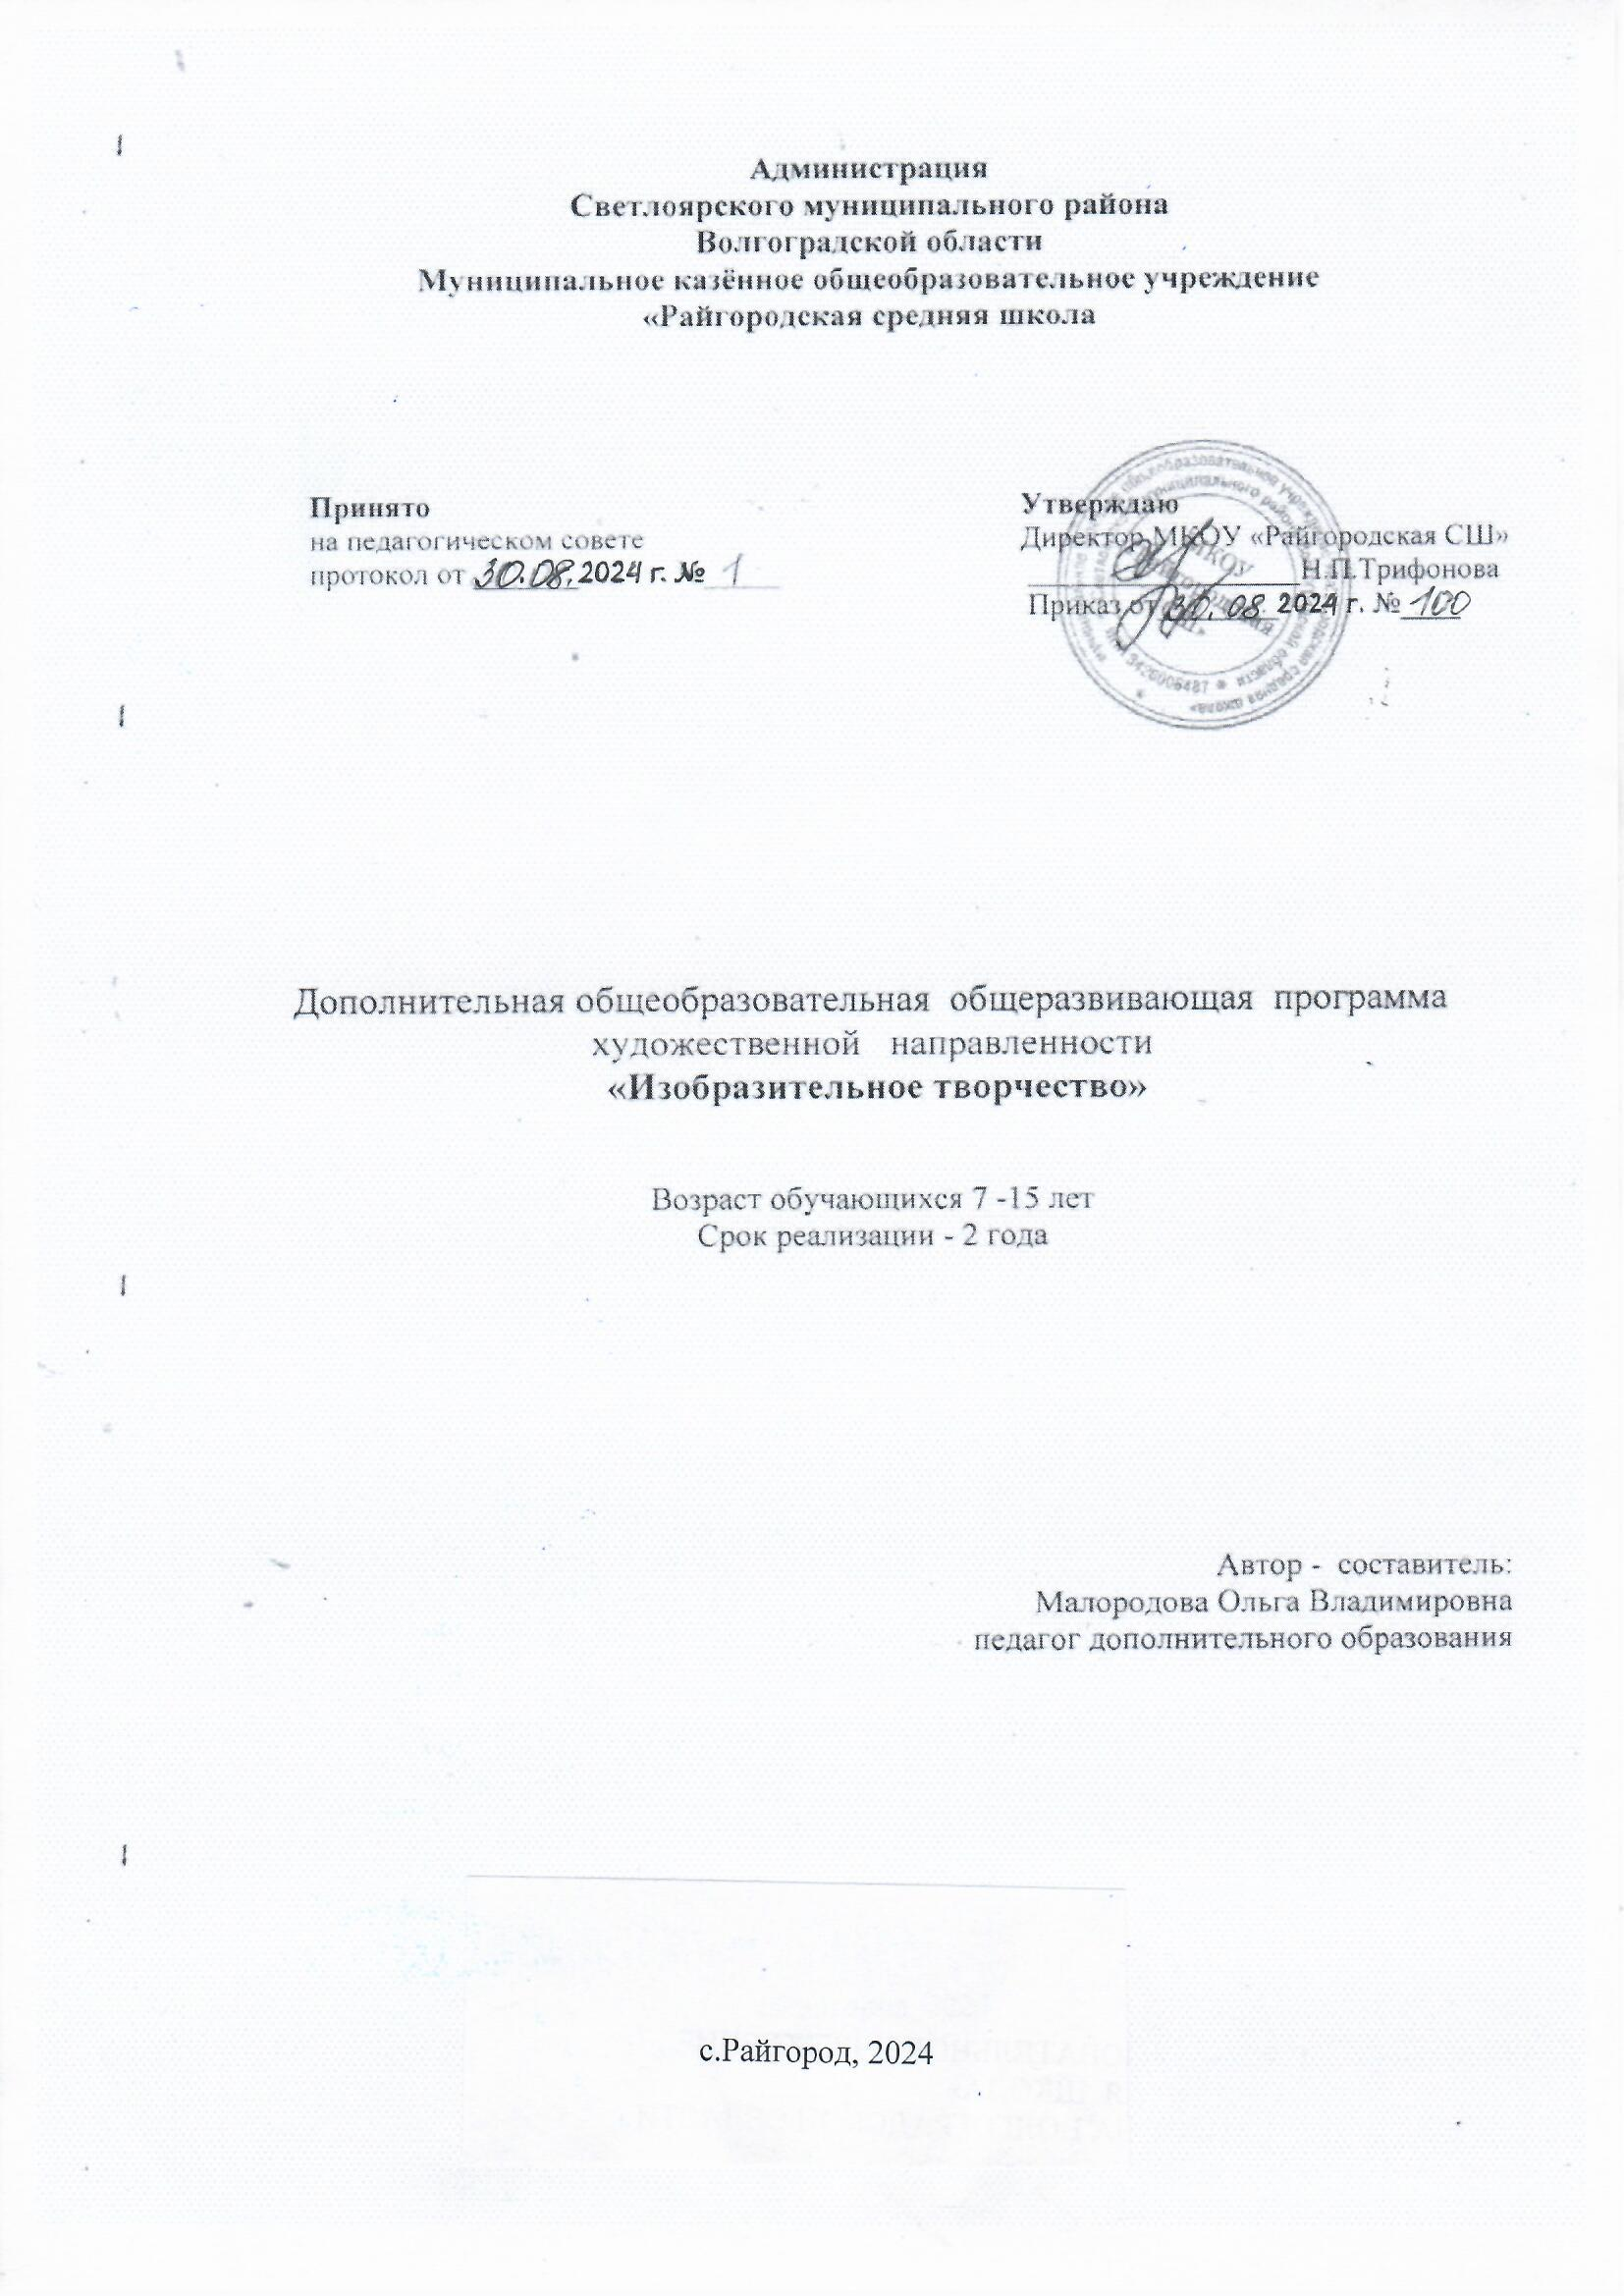 Администрация
Светлоярского муниципального района
Волгоградской области
Муниципальное казённое общеобразовательное учреждение
«Райгородская средняя школа
Принято
на педагогическом совете
протокол от 30.08.2024 г. № 1
Утверждаю
Директор МКОУ «Райгородская СШ»
Н.П.Трифонова
Приказ от 30.08 2024 г. № 100
Дополнительная общеобразовательная общеразвивающая программа
художественной направленности
«Изобразительное творчество»
Возраст обучающихся 7 -15 лет
Срок реализации - 2 года
Автор - составитель:
Малородова Ольга Владимировна
педагог дополнительного образования
с.Райгород, 2024